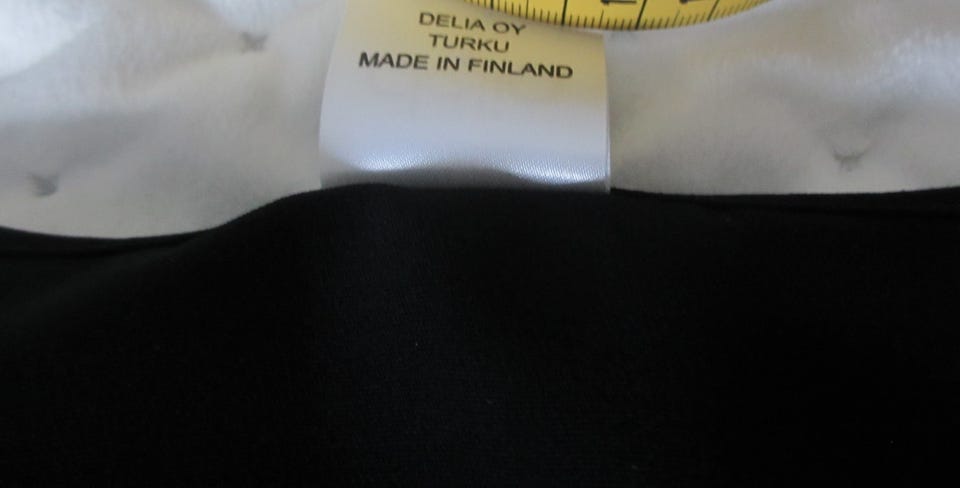 DELIA OY
TURKU
MADE IN FINLAND